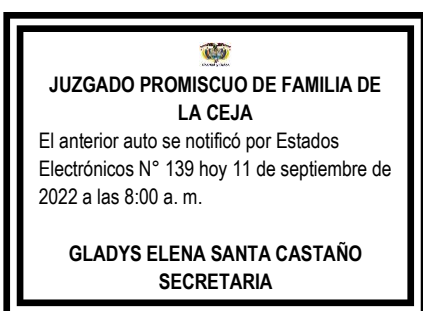 JUZGADO PROMISCUO DE FAMILIA DE
LA CEJA
El anterior auto se notificó por Estados
Electrónicos N° 139 hoy 11 de septiembre de
2022 a las 8:00 a. m.
GLADYS ELENA SANTA CASTAÑO
SECRETARIA